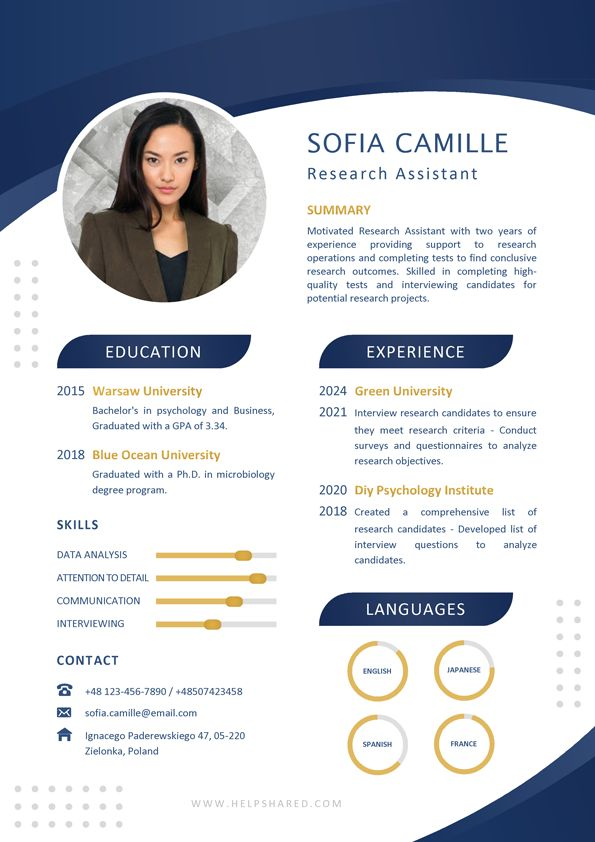 SOFIA CAMILLE
Research Assistant
SUMMARY
Motivated Research Assistant with two years of
experience providing support to research
operations and completing tests to find conclusive
research outcomes. Skilled in completing high-
quality tests and interviewing candidates for
potential research projects.
EDUCATION
2015 Warsaw University
Bachelor's in psychology and Business,
Graduated with a GPA of 3.34.
2018 Blue Ocean University
Graduated with a Ph.D. in microbiology
degree program.
SKILLS
DATA ANALYSIS
ATTENTION TO DETAIL
COMMUNICATION
INTERVIEWING
CONTACT
+48 123-456-7890 / +48507423458
sofia.camille@email.com
Ignacego Paderewskiego 47, 05-220
Zielonka, Poland
EXPERIENCE
2024 Green University
2021 Interview research candidates to ensure
they meet research criteria - Conduct
surveys and questionnaires to analyze
research objectives.
2020 Diy Psychology Institute
2018 Created a comprehensive list of
research candidates - Developed list of
interview questions to analyze
candidates.
LANGUAGES
ENGLISH
JAPANESE
SPANISH
FRANCE
WWW.HELPSHARED.COM